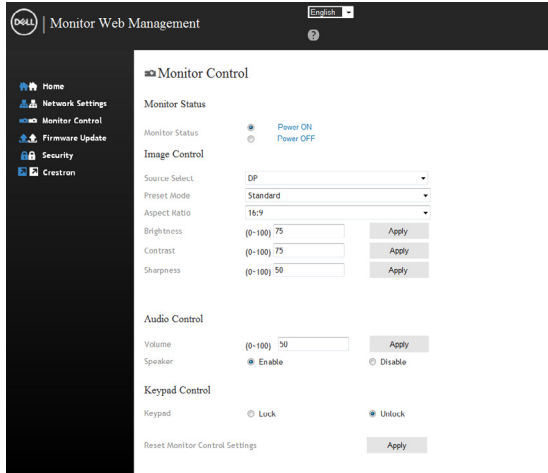 DELL | Monitor Web Management
English
?
Home
Network Settings
Monitor Control
Firmware Update
Security
Crestron
Monitor Control
Monitor Status
Monitor Status Power ON
Power OFF
Image Control
Source Select DP
Preset Mode Standard
Aspect Ratio 16:9
Brightness (0~100) 75 Apply
Contrast (0~100) 75 Apply
Sharpness (0~100) 50 Apply
Audio Control
Volume (0~100) 50 Apply
Speaker Enable Disable
Keypad Control
Keypad Lock Unlock
Reset Monitor Control Settings Apply